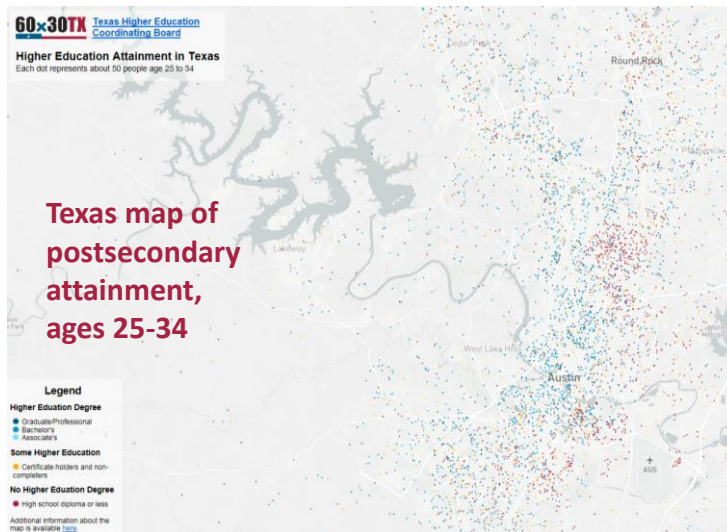 60x30TX
Texas Higher Education
Coordinating Board
Higher Education Attainment in Texas
Each dot represents about 50 people age 25 to 34
Cedar Park
Round Rock
Pflugerville
Texas map of
postsecondary
attainment,
ages 25-34
Lakeway
West Lake Hills
Austin
AUS
Legend
Higher Eduation Degree
Graduate/Professional
Bachelor's
Associate's
Some Higher Education
Certificate holders and non-
completers
No Higher Eduation Degree
High school diploma or less
Additional information about the
map is available here.